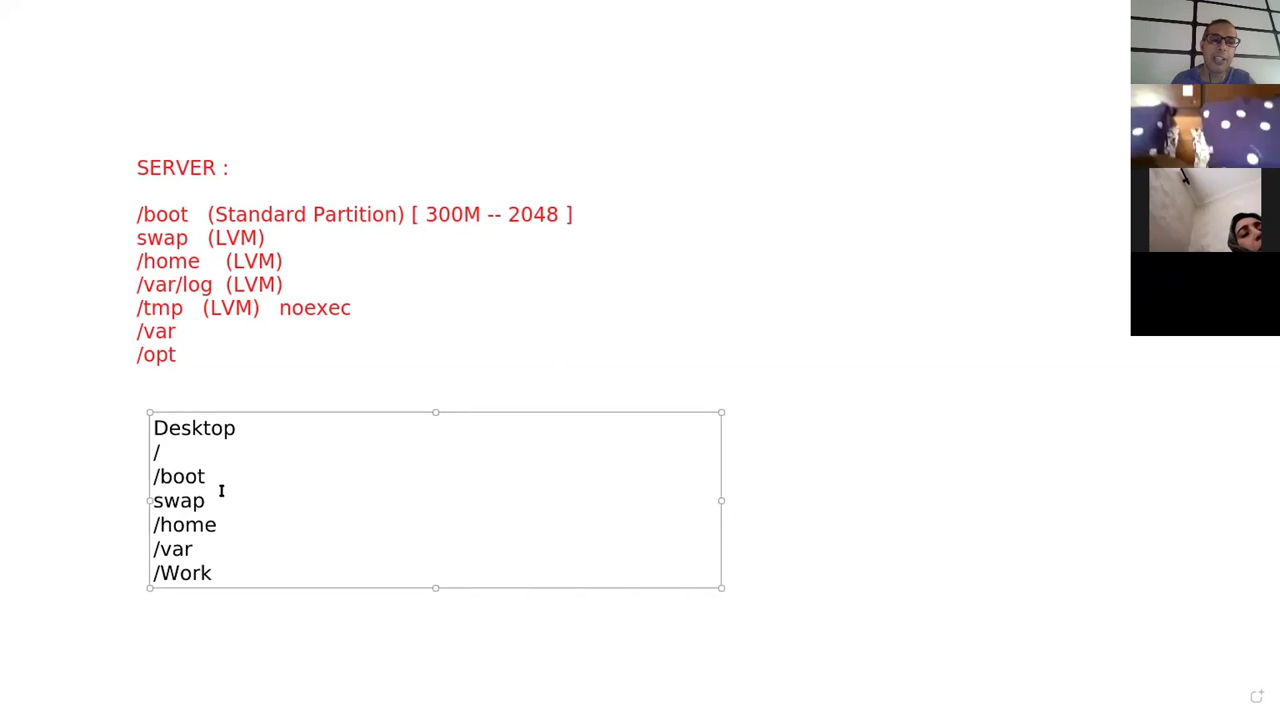 SERVER :
/boot (Standard Partition) [ 300M -- 2048 ]
swap (LVM)
/home (LVM)
/var/log (LVM)
/tmp (LVM) noexec
/var
/opt
Desktop
/
/boot
swap
/home
/var
/Work